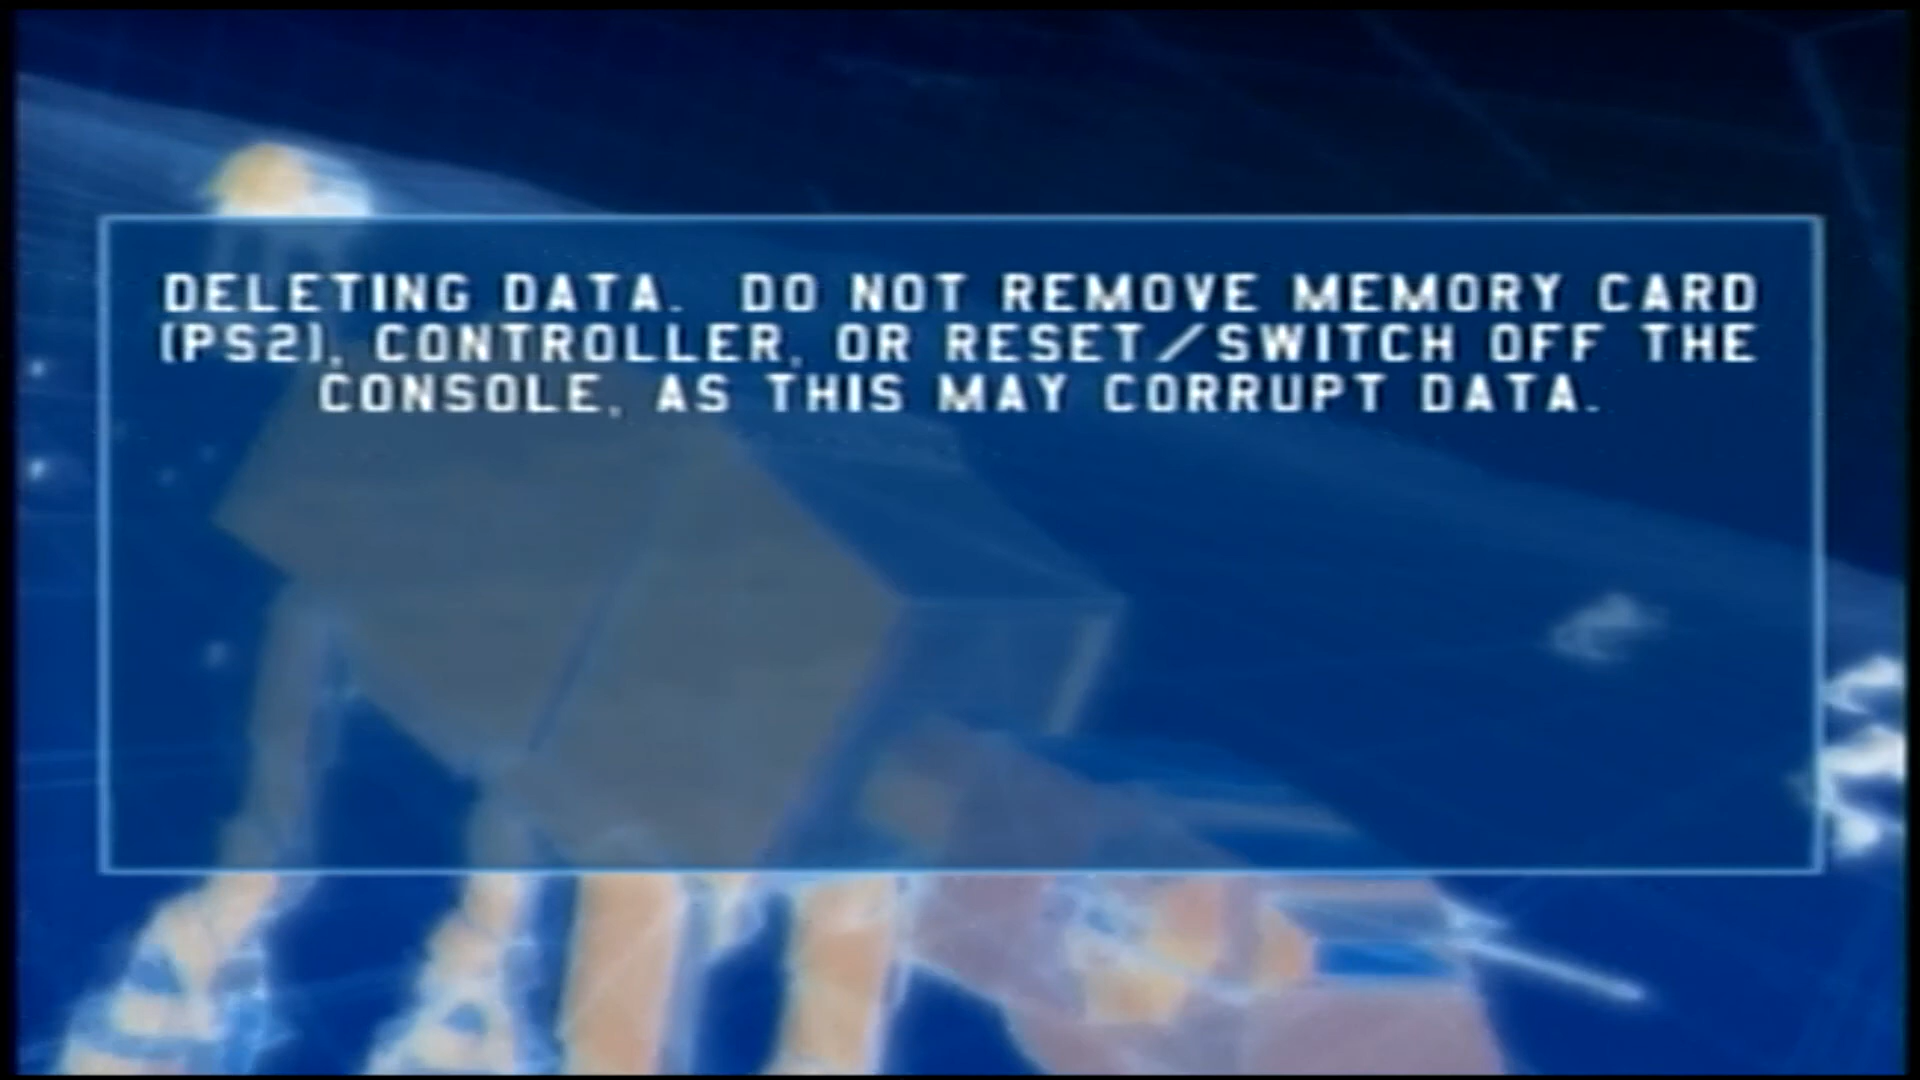 DELETING DATA.  DO NOT REMOVE MEMORY CARD
(PS2), CONTROLLER, OR RESET/SWITCH OFF THE
CONSOLE, AS THIS MAY CORRUPT DATA.